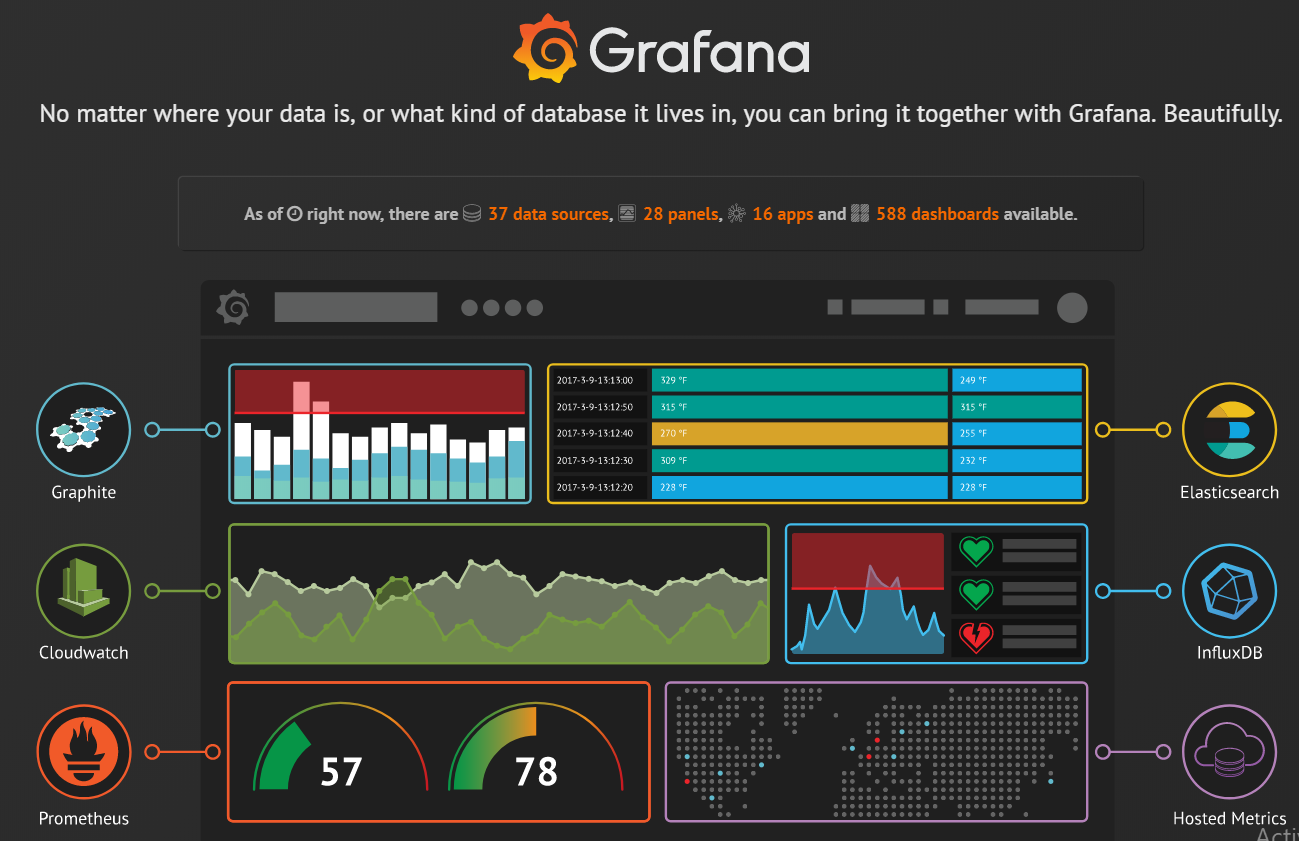 Grafana
No matter where your data is, or what kind of database it lives in, you can bring it together with Grafana. Beautifully.
As of right now, there are 37 data sources, 28 panels, 16 apps and 588 dashboards available.
2017-3-9-13:13:00 329 °F 249 °F
2017-3-9-13:12:50 315 °F 315 °F
2017-3-9-13:12:40 270 °F 255 °F
2017-3-9-13:12:30 309 °F 232 °F
2017-3-9-13:12:20 228 °F 228 °F
Graphite
Elasticsearch
Cloudwatch
InfluxDB
57 78
Prometheus
Hosted Metrics